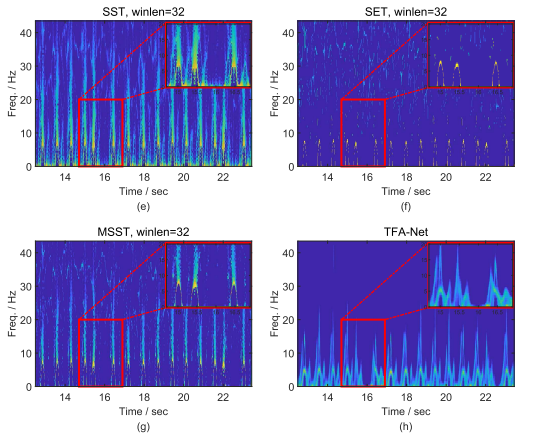 SST, winlen=32
Freq. / Hz
40
30
20
10
0
14 16 18 20 22
Time / sec
(e)
SET, winlen=32
Freq. / Hz
40
30
20
10
0
14 16 18 20 22
Time / sec
(f)
MSST, winlen=32
Freq. / Hz
40
30
20
10
0
14 16 18 20 22
Time / sec
(g)
TFA-Net
Freq. / Hz
40
30
20
10
0
14 16 18 20 22
Time / sec
(h)